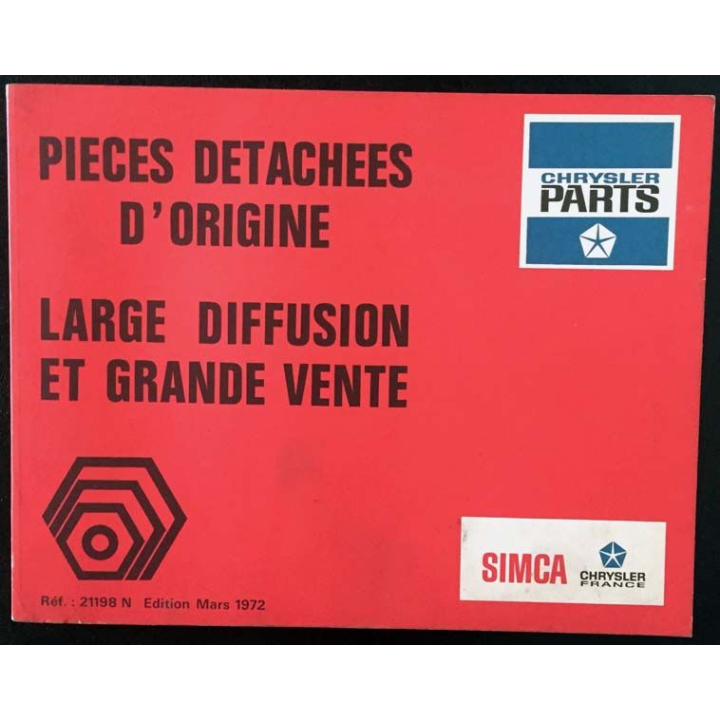 PIECES DETACHEES
D'ORIGINE
CHRYSLER
PARTS
LARGE DIFFUSION
ET GRANDE VENTE
SIMCA
CHRYSLER
FRANCE
Réf. : 21198 N Edition Mars 1972